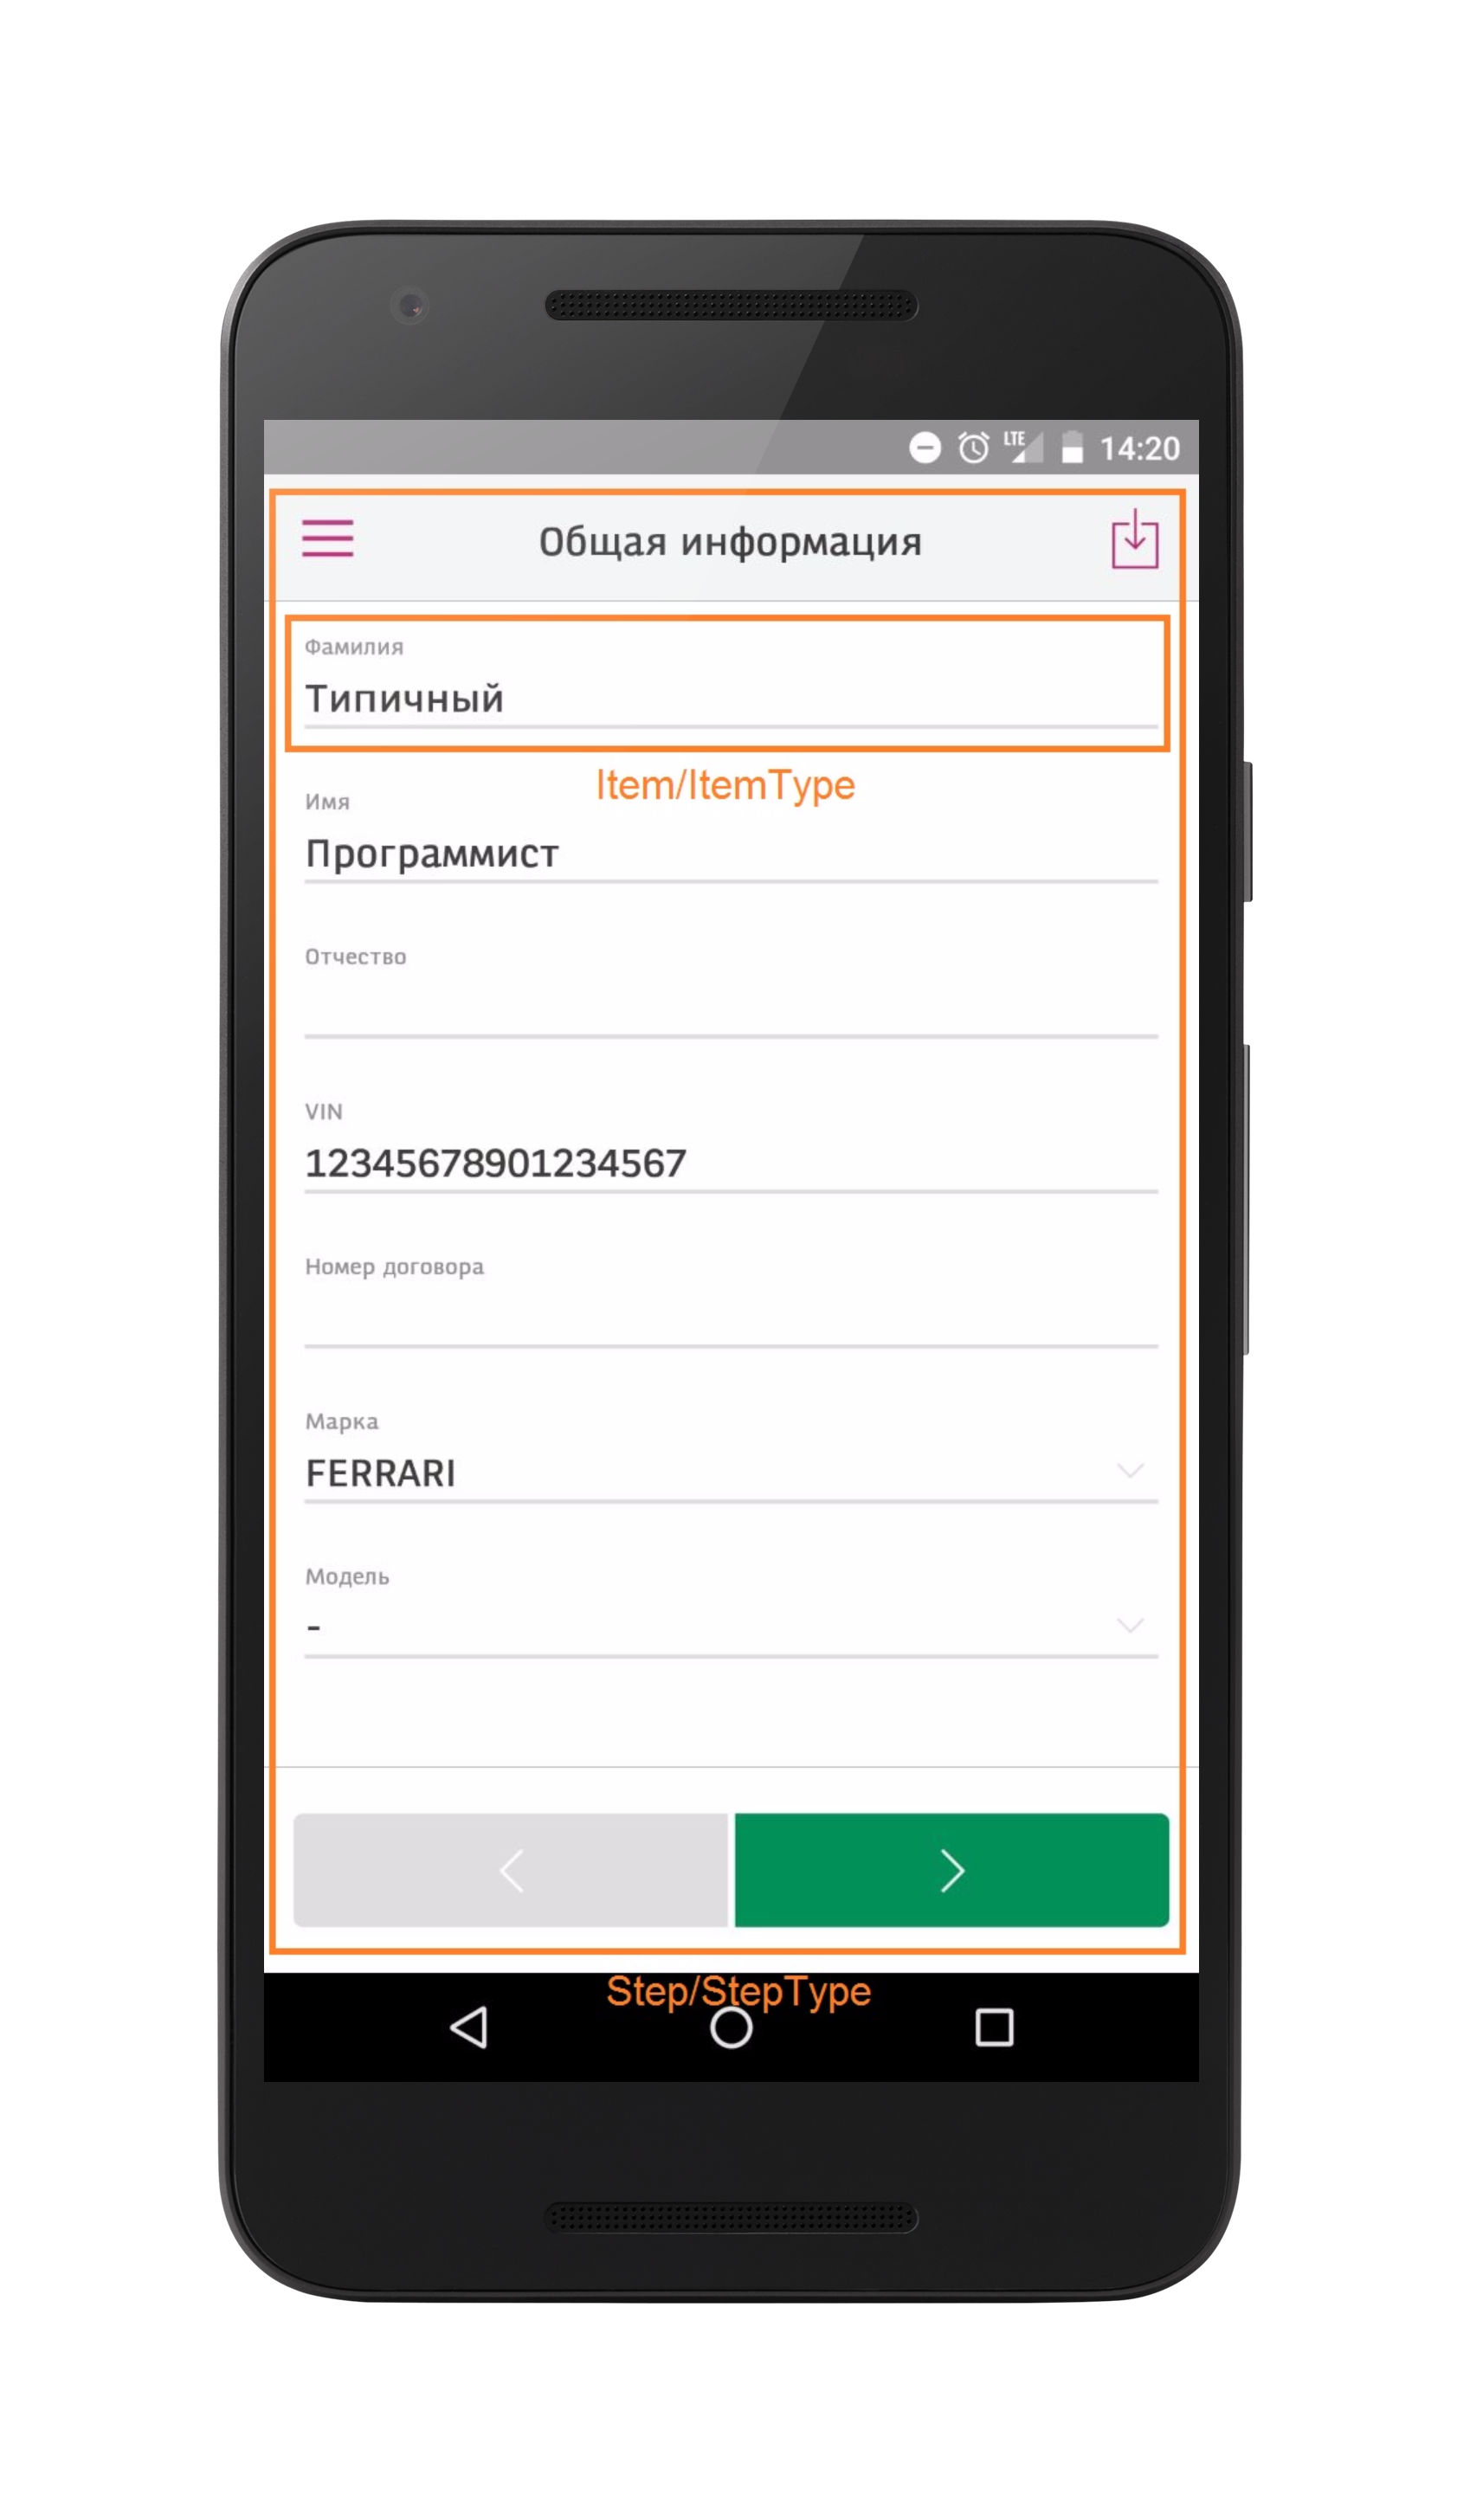 LTE 14:20
Общая информация
Фамилия
Типичный
Item/ItemType
Имя
Программист
Отчество
VIN
12345678901234567
Номер договора
Марка
FERRARI
Модель
-
Step/StepType